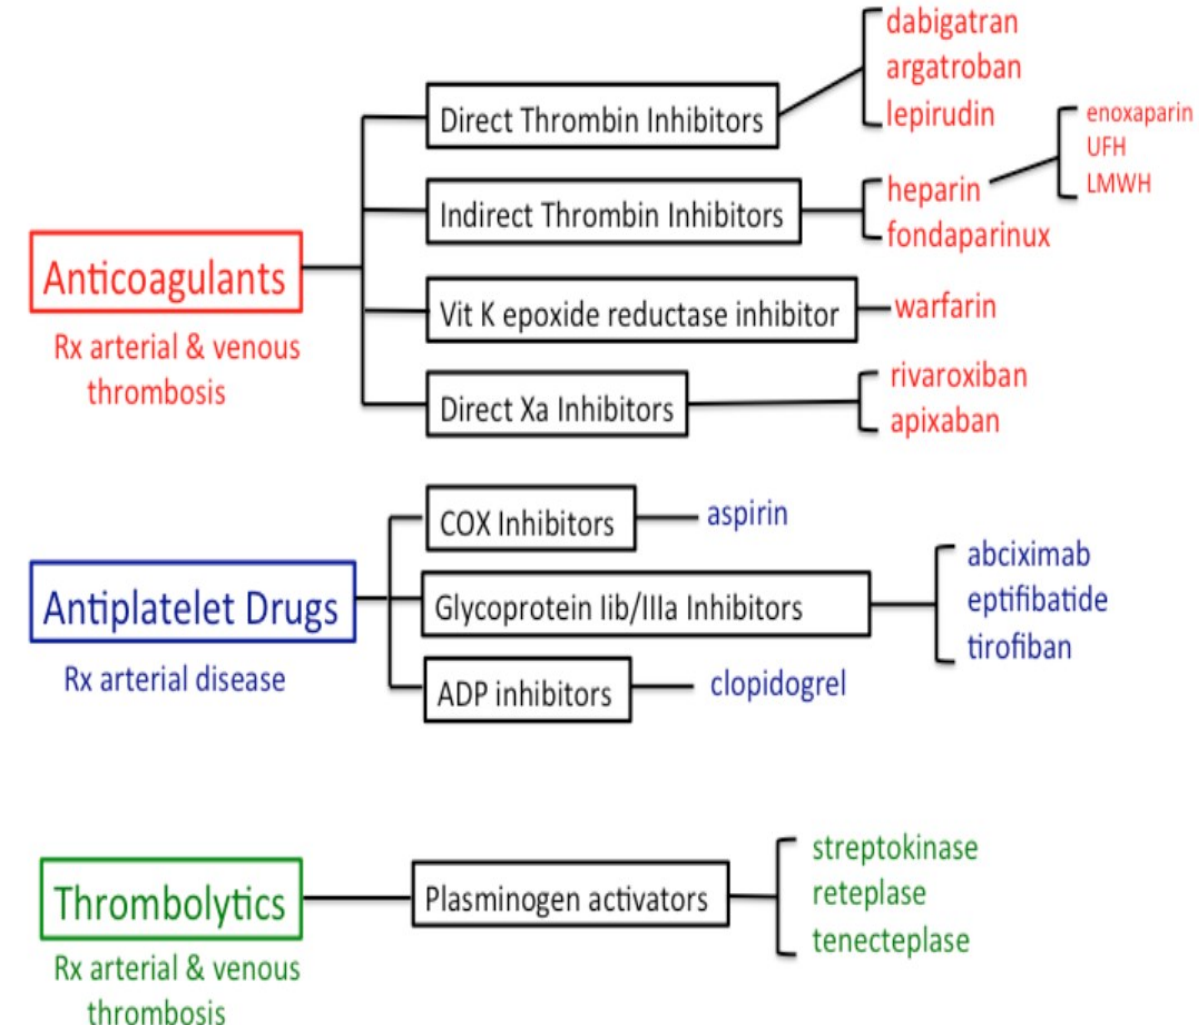 Anticoagulants
Rx arterial & venous
thrombosis
Direct Thrombin Inhibitors
dabigatran
argatroban
lepirudin
Indirect Thrombin Inhibitors
heparin
fondaparinux
enoxaparin
UFH
LMWH
Vit K epoxide reductase inhibitor
warfarin
Direct Xa Inhibitors
rivaroxiban
apixaban
Antiplatelet Drugs
Rx arterial disease
COX Inhibitors
aspirin
Glycoprotein Iib/IIIa Inhibitors
abciximab
eptifibatide
tirofiban
ADP inhibitors
clopidogrel
Thrombolytics
Rx arterial & venous
thrombosis
Plasminogen activators
streptokinase
reteplase
tenecteplase